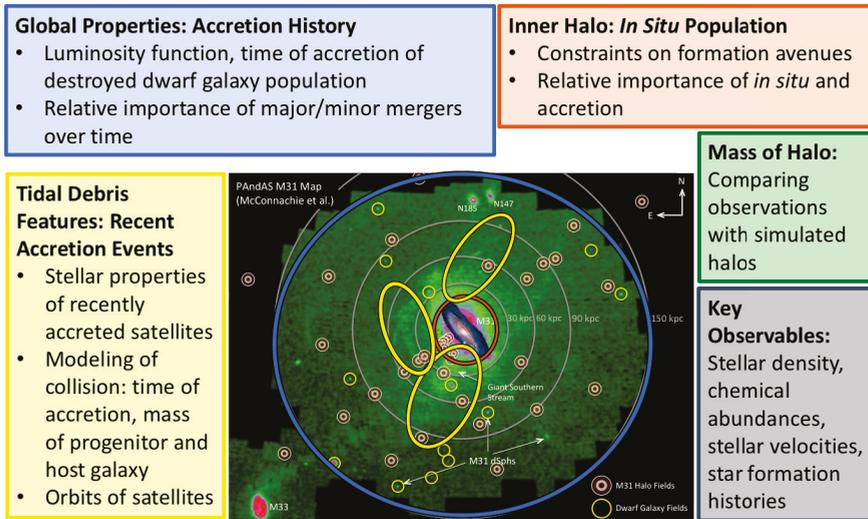 Global Properties: Accretion History
• Luminosity function, time of accretion of
destroyed dwarf galaxy population
• Relative importance of major/minor mergers
over time
Inner Halo: In Situ Population
• Constraints on formation avenues
• Relative importance of in situ and
accretion
Mass of Halo:
Comparing
observations
with simulated
halos
Tidal Debris
Features: Recent
Accretion Events
• Stellar properties
of recently
accreted satellites
• Modeling of
collision: time of
accretion, mass
of progenitor and
host galaxy
• Orbits of satellites
PAndAS M31 Map
(McConnachie et al.)
N185
N147
N
E
M31
30 kpc
60 kpc
90 kpc
150 kpc
Giant Southern
Stream
M31 dSphs
M33
M31 Halo Fields
Dwarf Galaxy Fields
Key
Observables:
Stellar density,
chemical
abundances,
stellar velocities,
star formation
histories